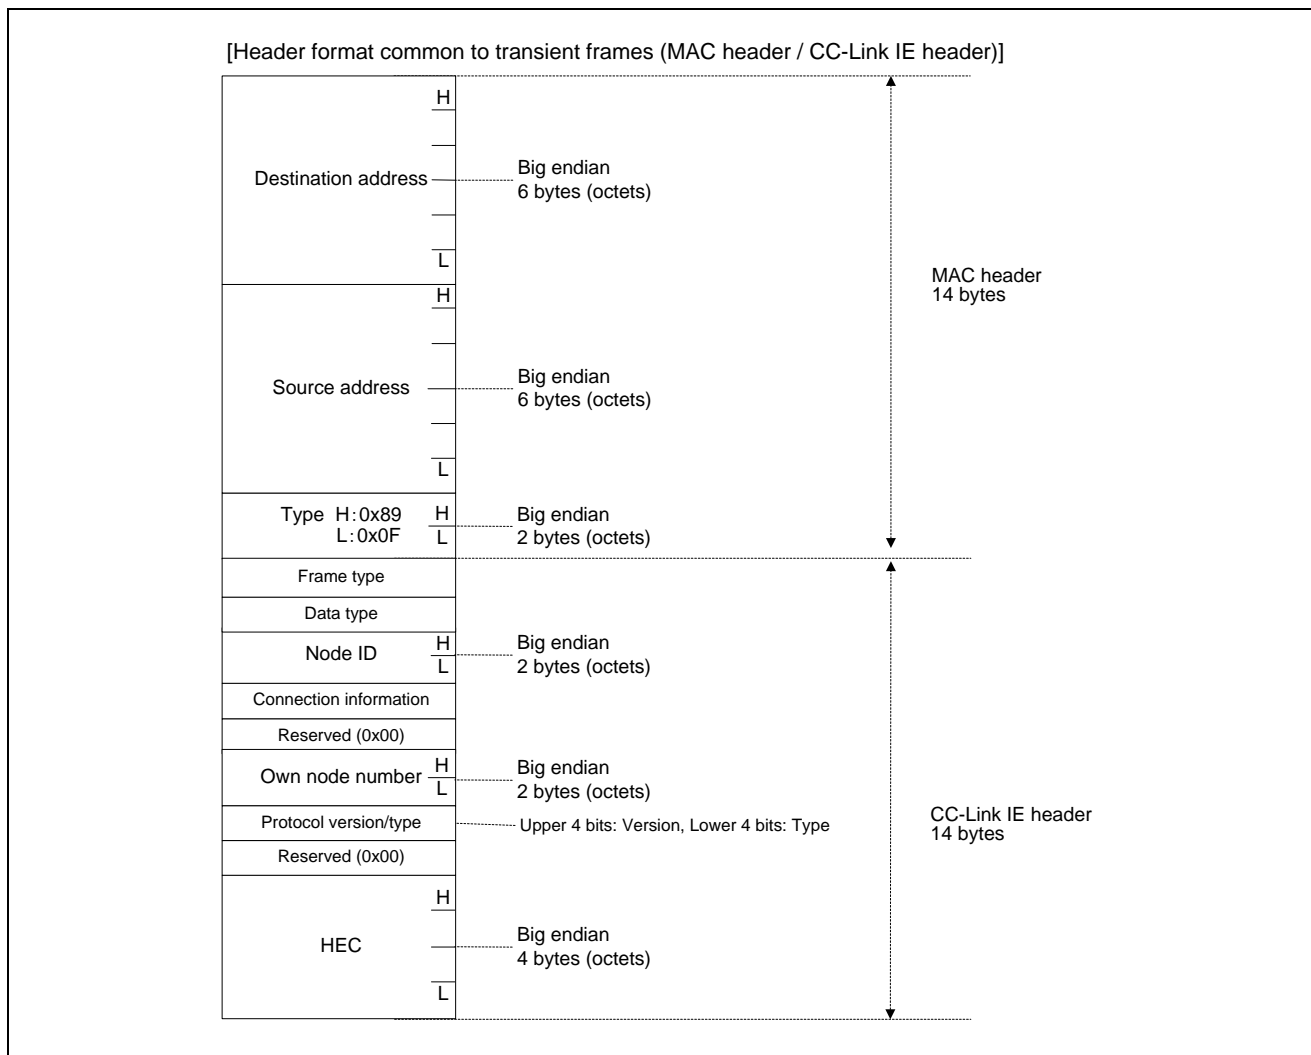 [Header format common to transient frames (MAC header / CC-Link IE header)]
H
Destination address
Big endian
6 bytes (octets)
L
MAC header
14 bytes
H
Source address
Big endian
6 bytes (octets)
L
Type H:0x89
L:0x0F
H
L
Big endian
2 bytes (octets)
Frame type
Data type
Node ID
H
L
Big endian
2 bytes (octets)
Connection information
Reserved (0x00)
Own node number
H
L
Big endian
2 bytes (octets)
Protocol version/type
Upper 4 bits: Version, Lower 4 bits: Type
CC-Link IE header
14 bytes
Reserved (0x00)
H
HEC
Big endian
4 bytes (octets)
L